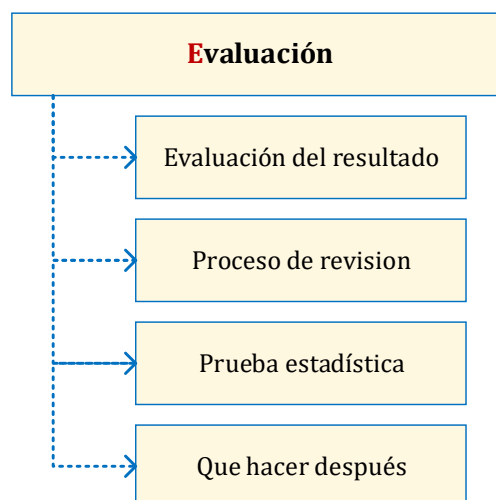 Evaluación
Evaluación del resultado
Proceso de revision
Prueba estadística
Que hacer después